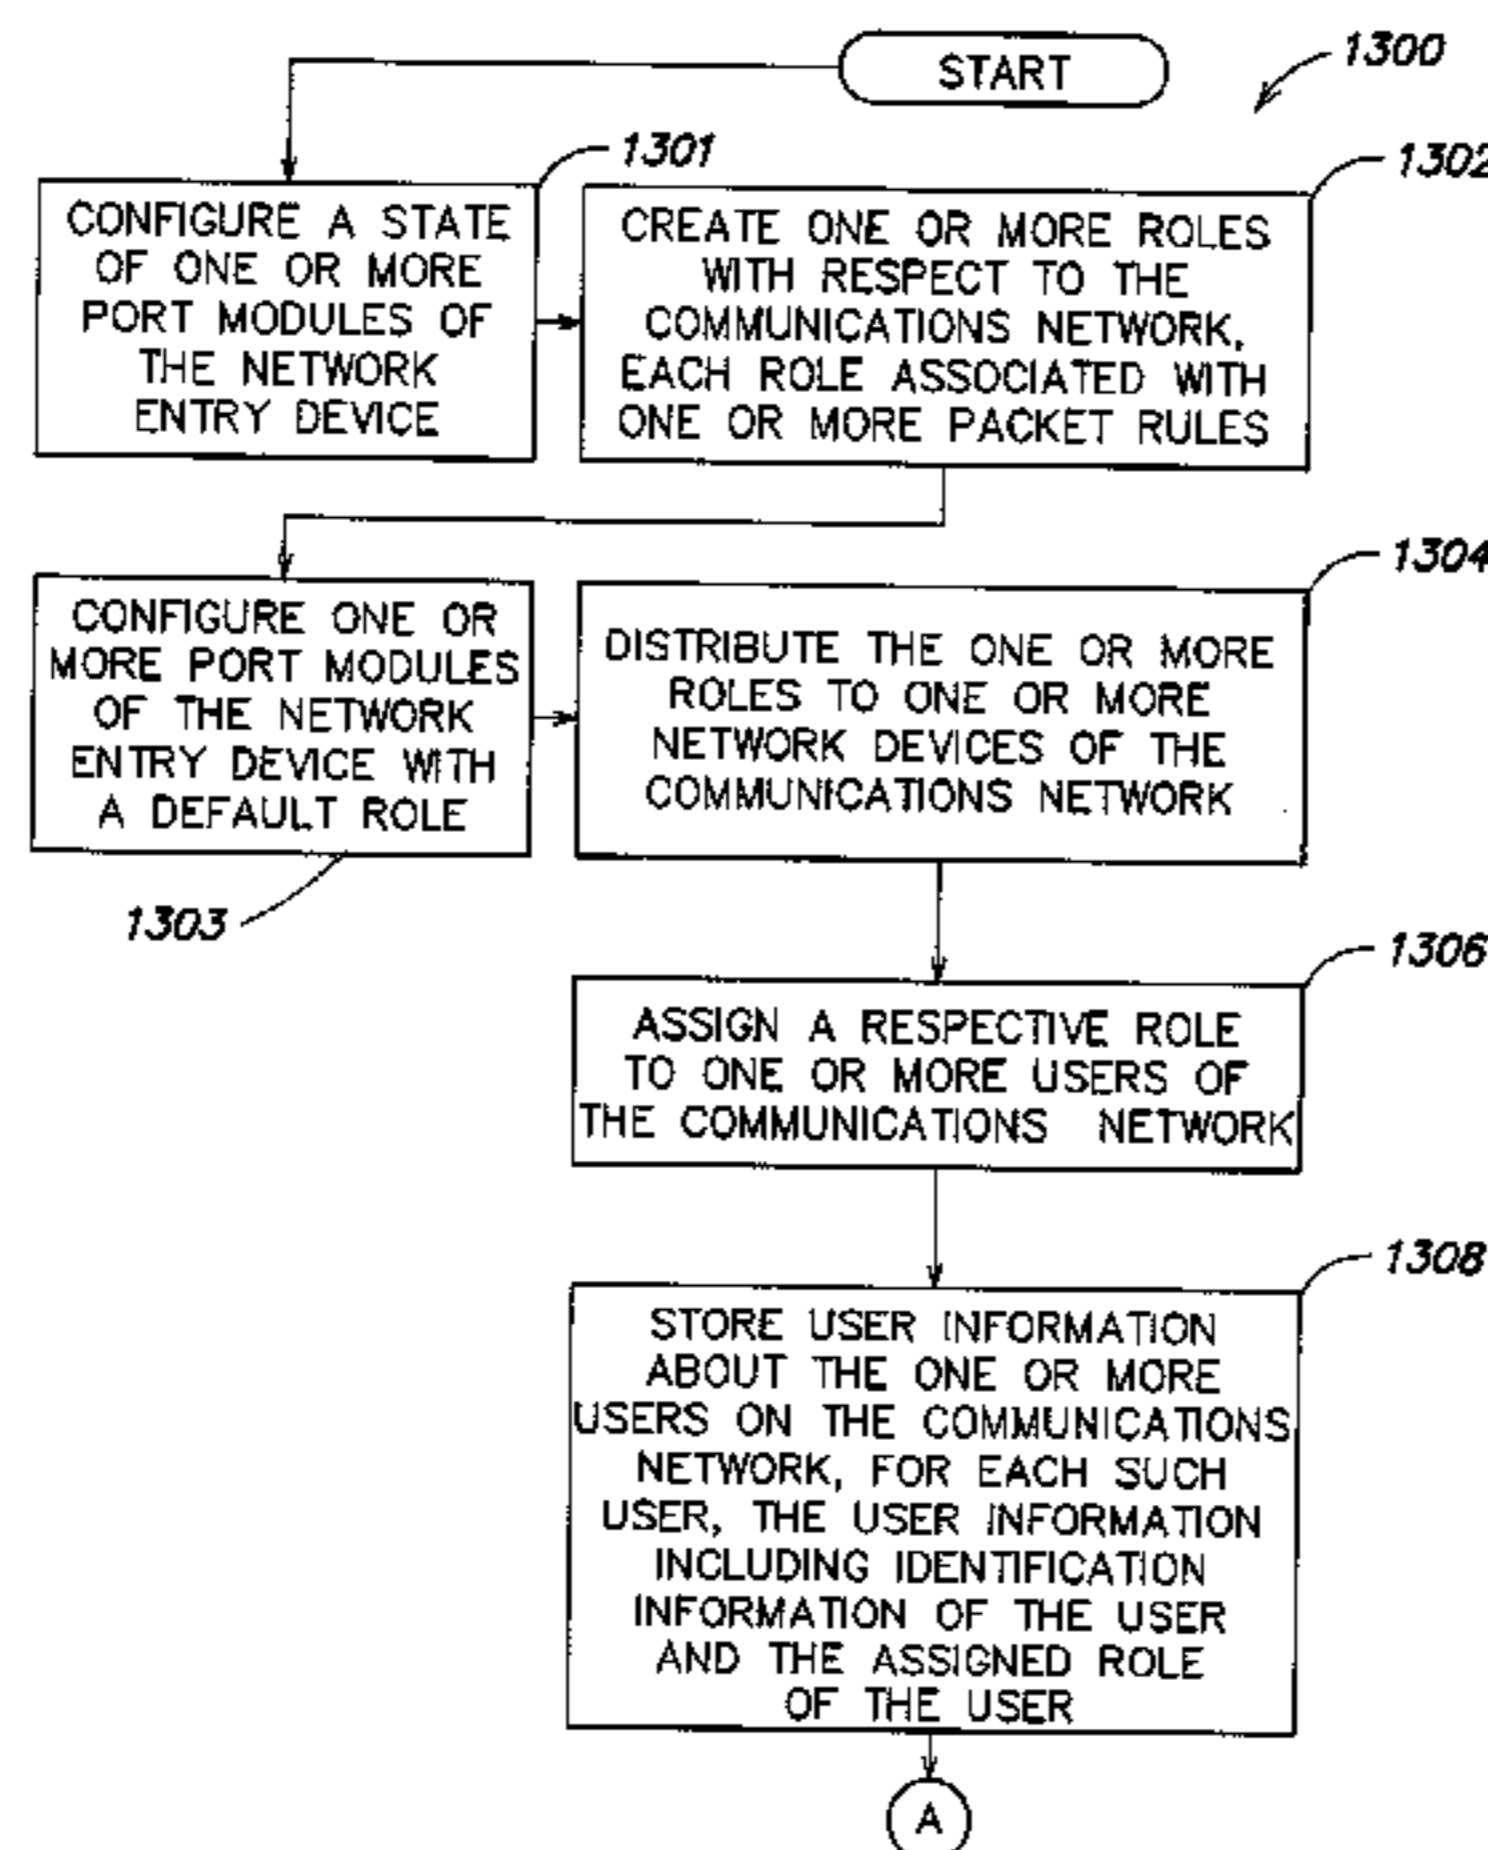 START
1300
1301
CONFIGURE A STATE
OF ONE OR MORE
PORT MODULES OF
THE NETWORK
ENTRY DEVICE
1302
CREATE ONE OR MORE ROLES
WITH RESPECT TO THE
COMMUNICATIONS NETWORK,
EACH ROLE ASSOCIATED WITH
ONE OR MORE PACKET RULES
CONFIGURE ONE OR
MORE PORT MODULES
OF THE NETWORK
ENTRY DEVICE WITH
A DEFAULT ROLE
1303
1304
DISTRIBUTE THE ONE OR MORE
ROLES TO ONE OR MORE
NETWORK DEVICES OF THE
COMMUNICATIONS NETWORK
1306
ASSIGN A RESPECTIVE ROLE
TO ONE OR MORE USERS OF
THE COMMUNICATIONS NETWORK
1308
STORE USER INFORMATION
ABOUT THE ONE OR MORE
USERS ON THE COMMUNICATIONS
NETWORK, FOR EACH SUCH
USER, THE USER INFORMATION
INCLUDING IDENTIFICATION
INFORMATION OF THE USER
AND THE ASSIGNED ROLE
OF THE USER
A